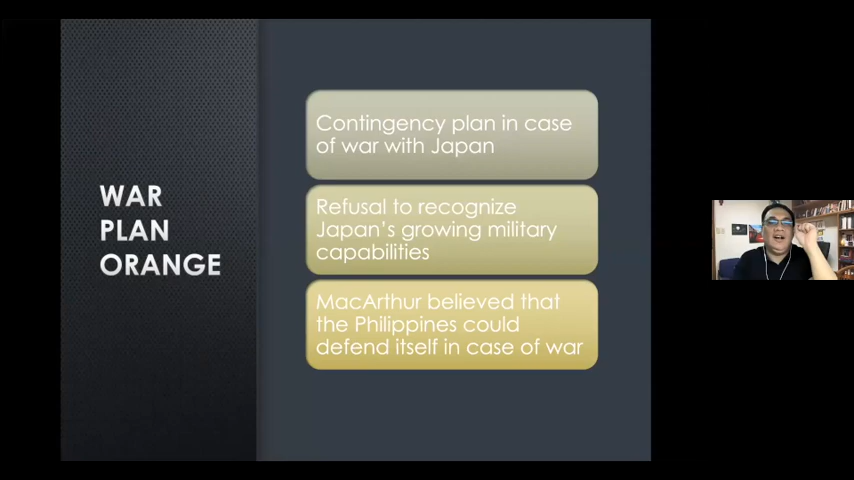 WAR
PLAN
ORANGE
Contingency plan in case
of war with Japan
Refusal to recognize
Japan's growing military
capabilities
MacArthur believed that
the Philippines could
defend itself in case of war